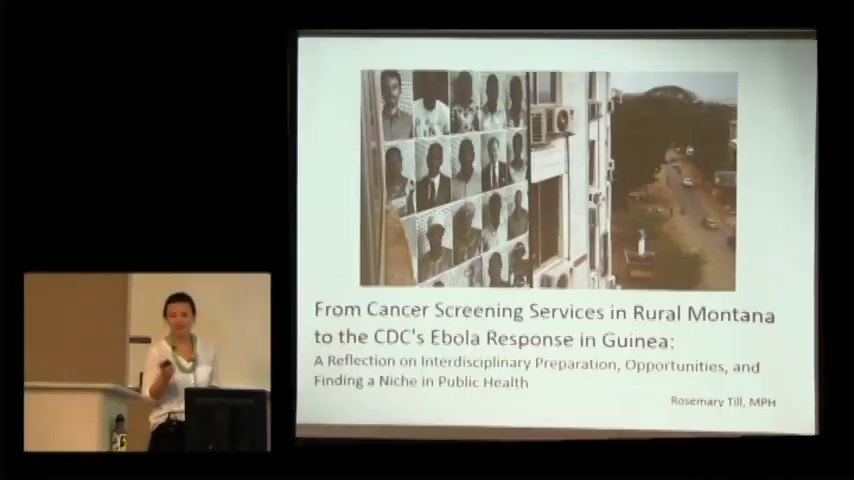 From Cancer Screening Services in Rural Montana
to the CDC's Ebola Response in Guinea:
A Reflection on Interdisciplinary Preparation, Opportunities, and
Finding a Niche in Public Health
Rosemary Till, MPH